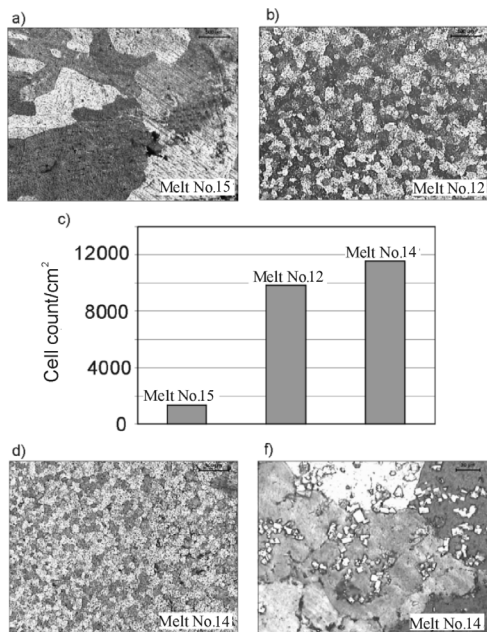 a)
b)
Melt No.15
Melt No.12
c)
Cell count/cm²
12000
8000
4000
0
Melt No.15
Melt No.12
Melt No.14
d)
f)
Melt No.14
Melt No.14